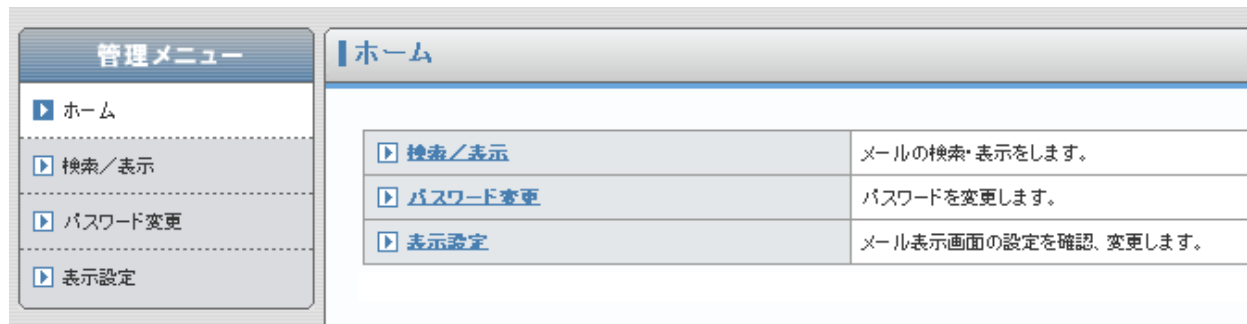 管理メニュー
ホーム
検索／表示
パスワード変更
表示設定
ホーム
検索／表示 メールの検索・表示をします。
パスワード変更 パスワードを変更します。
表示設定 メール表示画面の設定を確認、変更します。